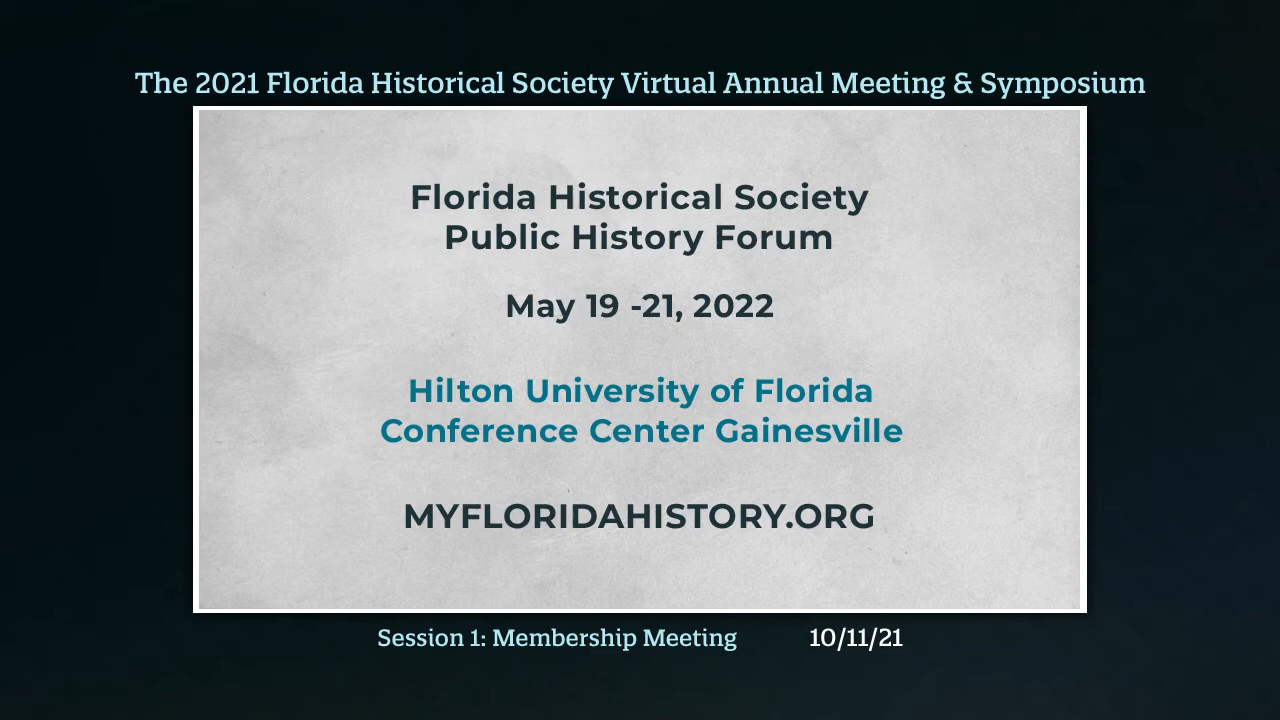 The 2021 Florida Historical Society Virtual Annual Meeting & Symposium
Florida Historical Society
Public History Forum
May 19 -21, 2022
Hilton University of Florida
Conference Center Gainesville
MYFLORIDAHISTORY.ORG
Session 1: Membership Meeting 10/11/21